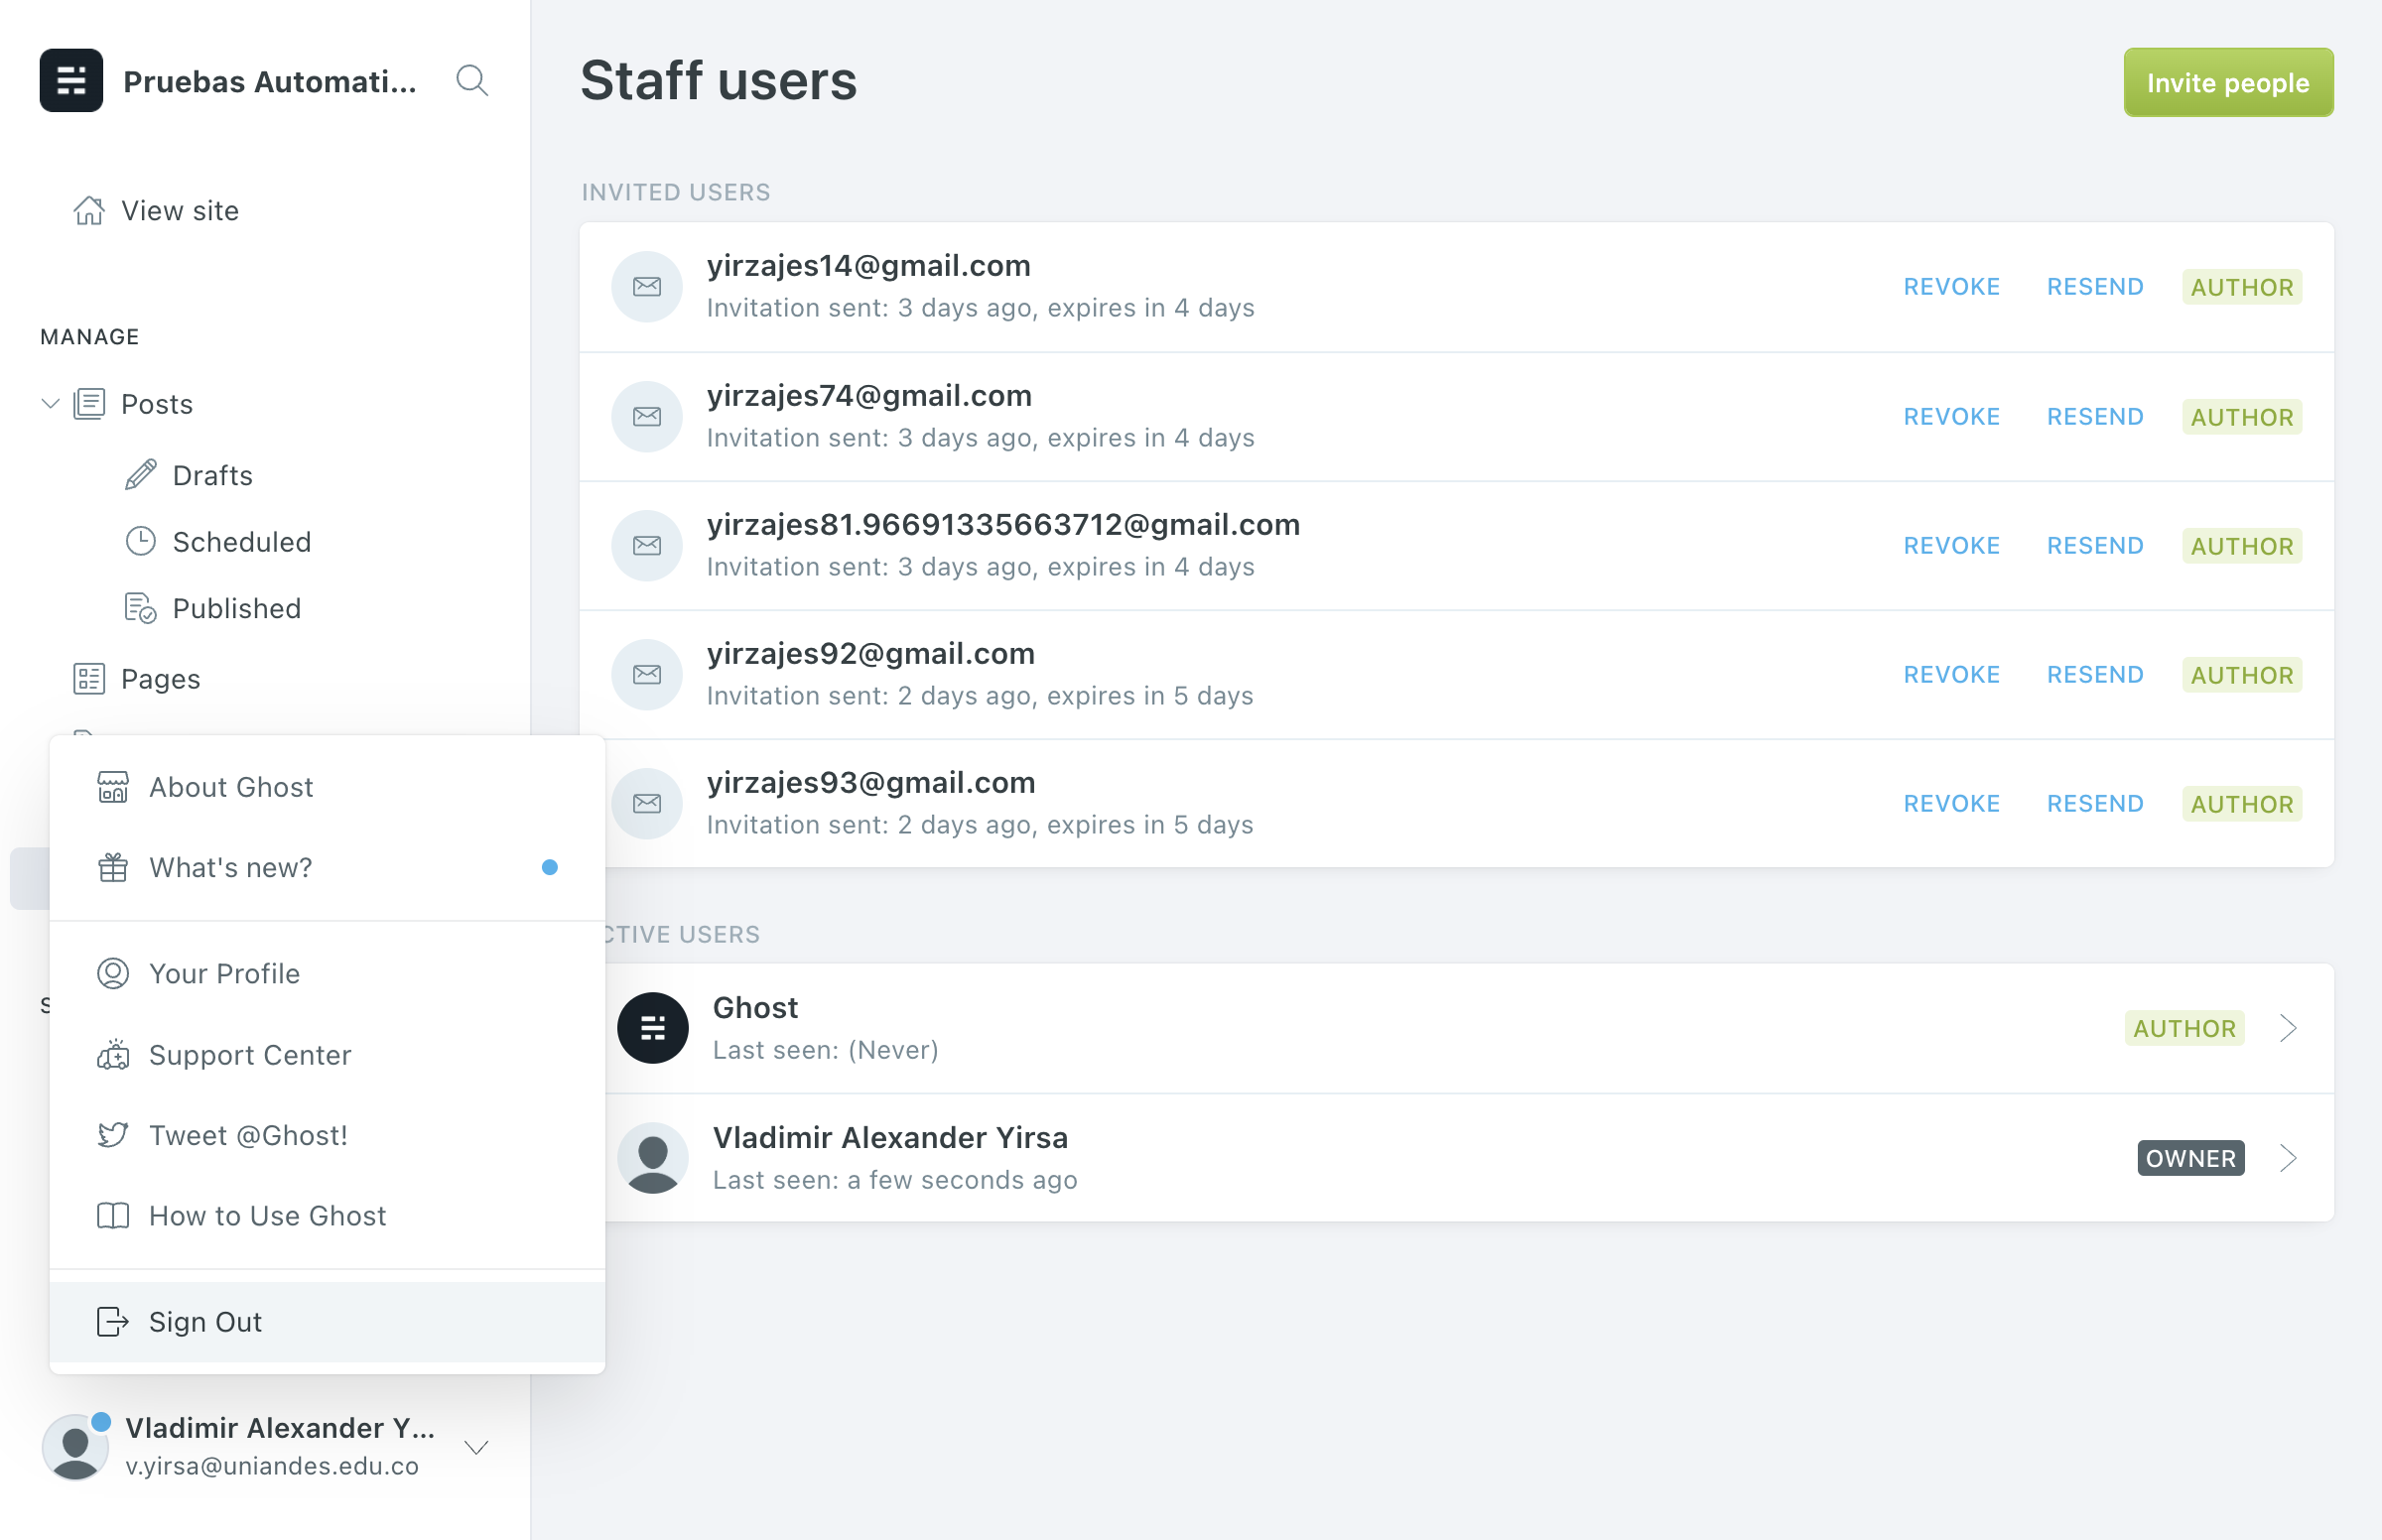 Pruebas Automati...
View site
MANAGE
Posts
Drafts
Scheduled
Published
Pages
About Ghost
What's new?
Your Profile
Support Center
Tweet @Ghost!
How to Use Ghost
Sign Out
Vladimir Alexander Y...
v.yirsa@uniandes.edu.co
Staff users
Invite people
INVITED USERS
yirzajes14@gmail.com
Invitation sent: 3 days ago, expires in 4 days
REVOKE RESEND AUTHOR
yirzajes74@gmail.com
Invitation sent: 3 days ago, expires in 4 days
REVOKE RESEND AUTHOR
yirzajes81.96691335663712@gmail.com
Invitation sent: 3 days ago, expires in 4 days
REVOKE RESEND AUTHOR
yirzajes92@gmail.com
Invitation sent: 2 days ago, expires in 5 days
REVOKE RESEND AUTHOR
yirzajes93@gmail.com
Invitation sent: 2 days ago, expires in 5 days
REVOKE RESEND AUTHOR
CTIVE USERS
Ghost
Last seen: (Never)
AUTHOR
Vladimir Alexander Yirsa
Last seen: a few seconds ago
OWNER